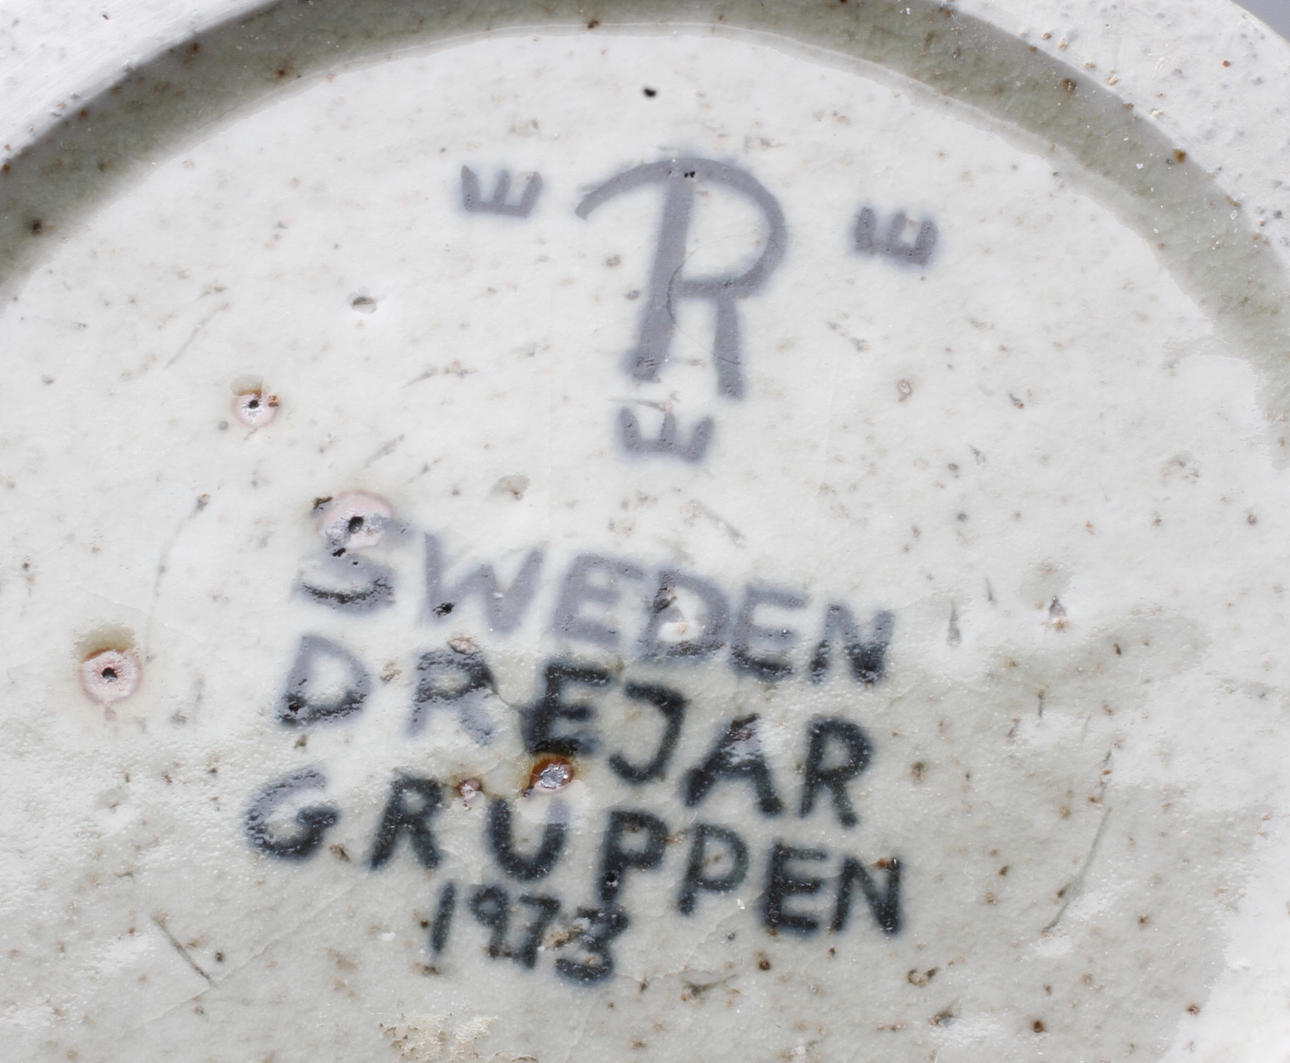 R
SWEDEN
DREJAR
GRUPPEN
1973